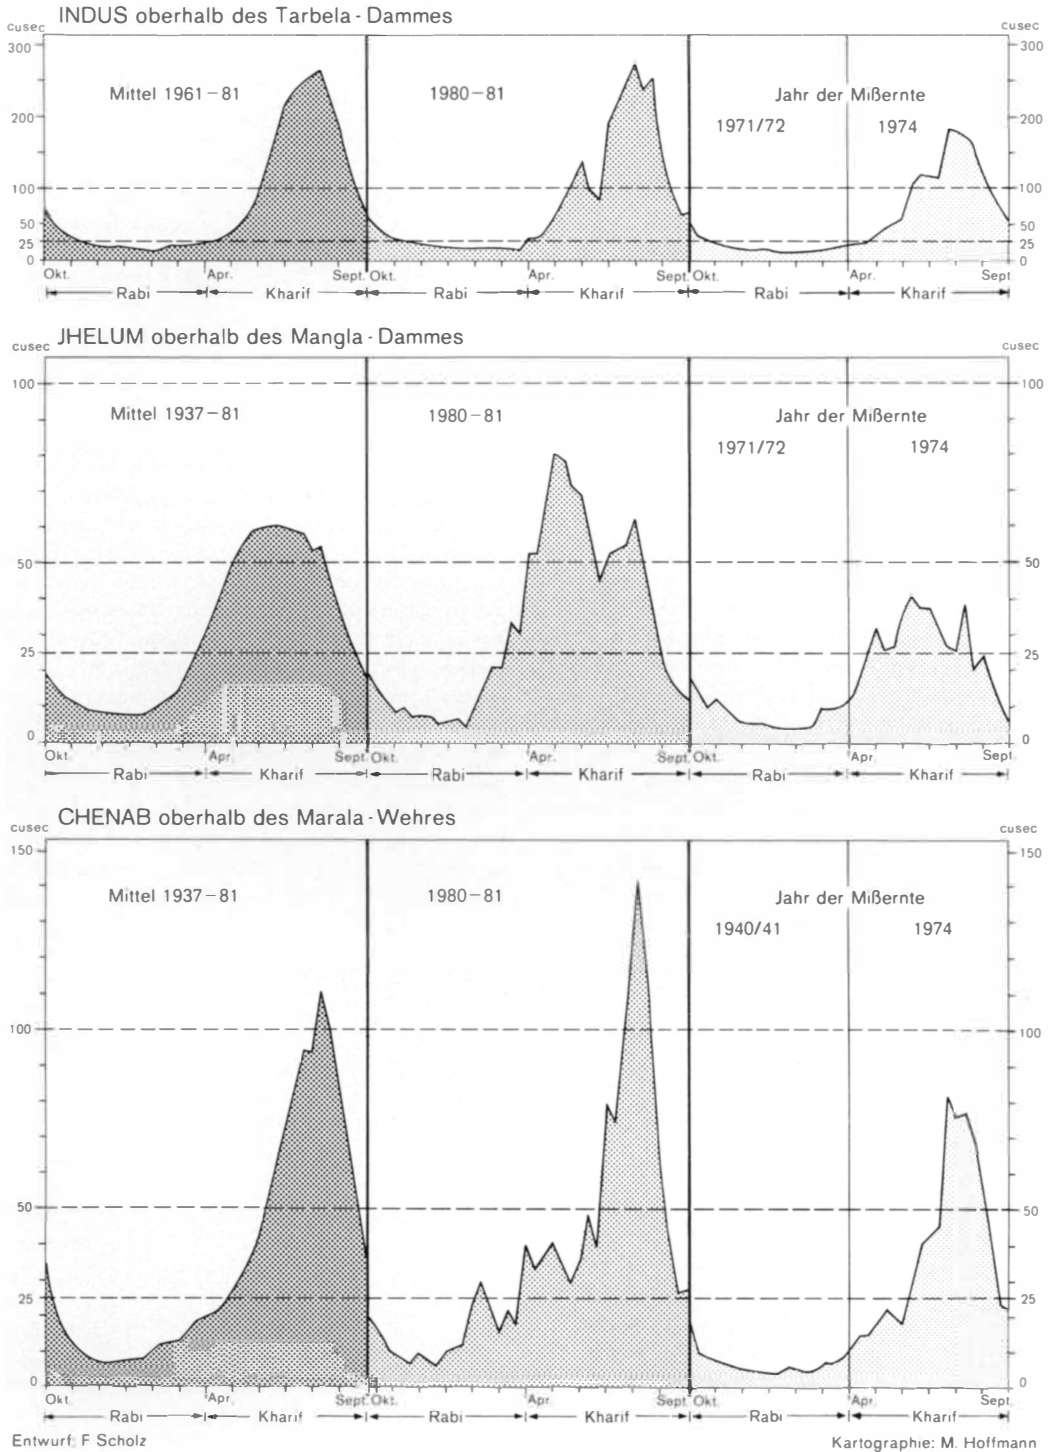 INDUS oberhalb des Tarbela - Dammes
cusec cusec
300 300
Mittel 1961-81 1980-81 Jahr der Mißernte
1971/72 1974
200 200
100 100
50 50
25 25
0 0
Okt. Apr. Sept. Okt. Apr. Sept. Okt. Apr. Sept.
Rabi Kharif Rabi Kharif Rabi Kharif
JHELUM oberhalb des Mangla - Dammes
cusec cusec
100 100
Mittel 1937-81 1980-81 Jahr der Mißernte
1971/72 1974
50 50
25 25
0 0
Okt. Apr. Sept. Okt. Apr. Sept. Okt. Apr. Sept.
Rabi Kharif Rabi Kharif Rabi Kharif
CHENAB oberhalb des Marala - Wehres
cusec cusec
150 150
Mittel 1937-81 1980-81 Jahr der Mißernte
1940/41 1974
100 100
50 50
25 25
0 0
Okt. Apr. Sept. Okt. Apr. Sept. Okt. Apr. Sept.
Rabi Kharif Rabi Kharif Rabi Kharif
Entwurf: F Scholz Kartographie: M. Hoffmann